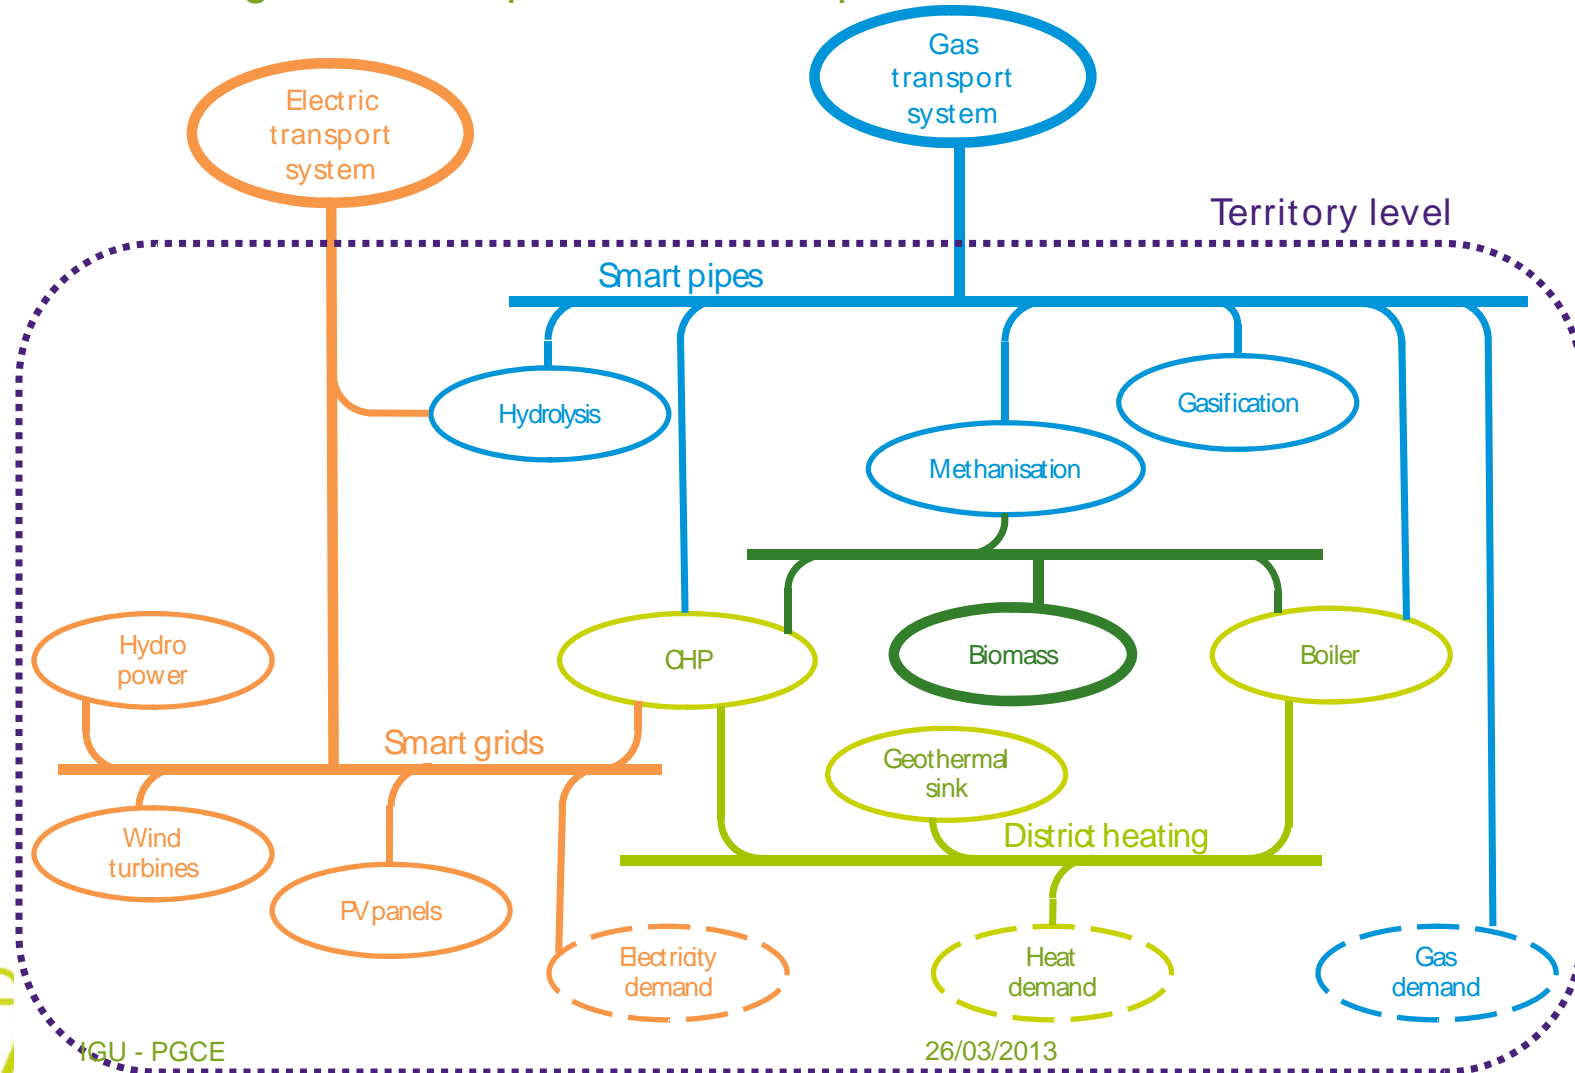 Gas
transport
system
Electric
transport
system
Territory level
Smart pipes
Hydrolysis
Gasification
Methanisation
Hydro
power
CHP
Biomass
Boiler
Smart grids
Geothermal
sink
District heating
Wind
turbines
PV panels
Electricity
demand
Heat
demand
Gas
demand
IGU - PGCE
26/03/2013